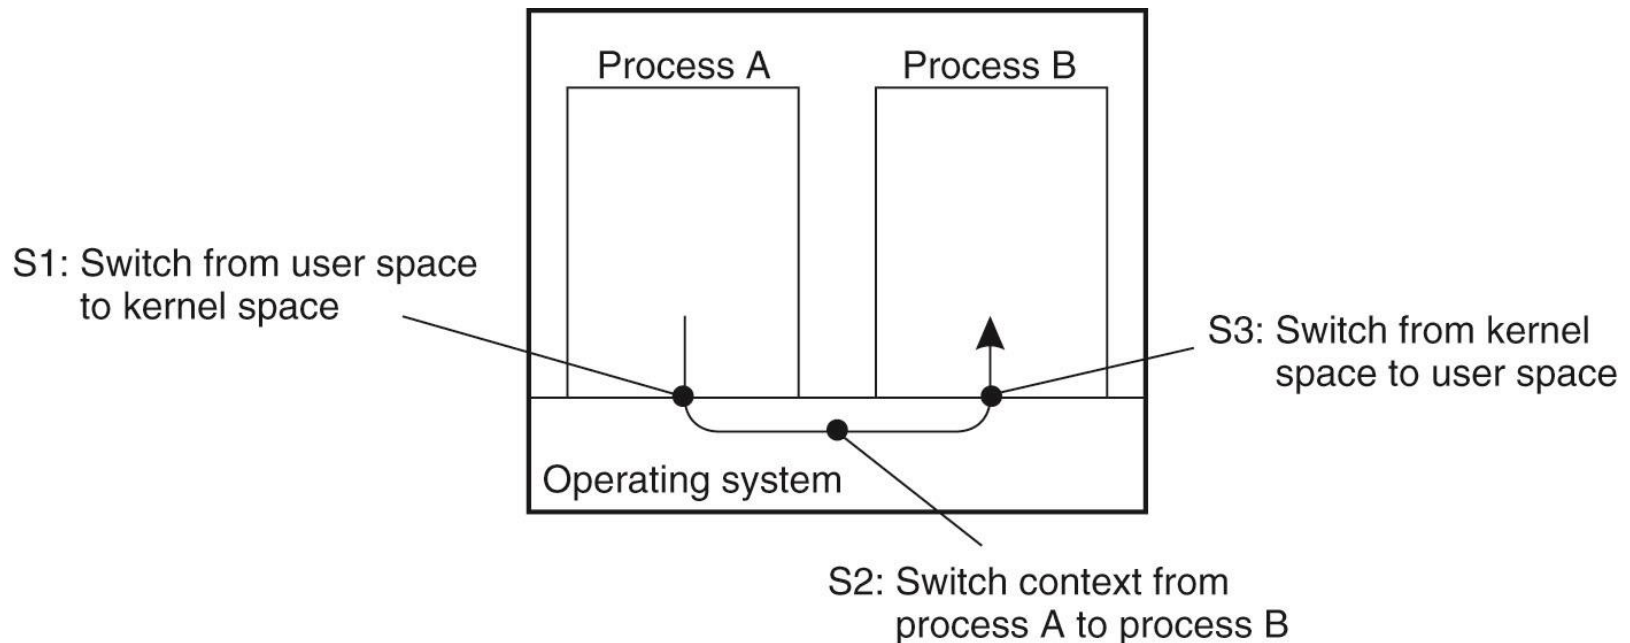 Process A
Process B
S1: Switch from user space
to kernel space
S3: Switch from kernel
space to user space
Operating system
S2: Switch context from
process A to process B